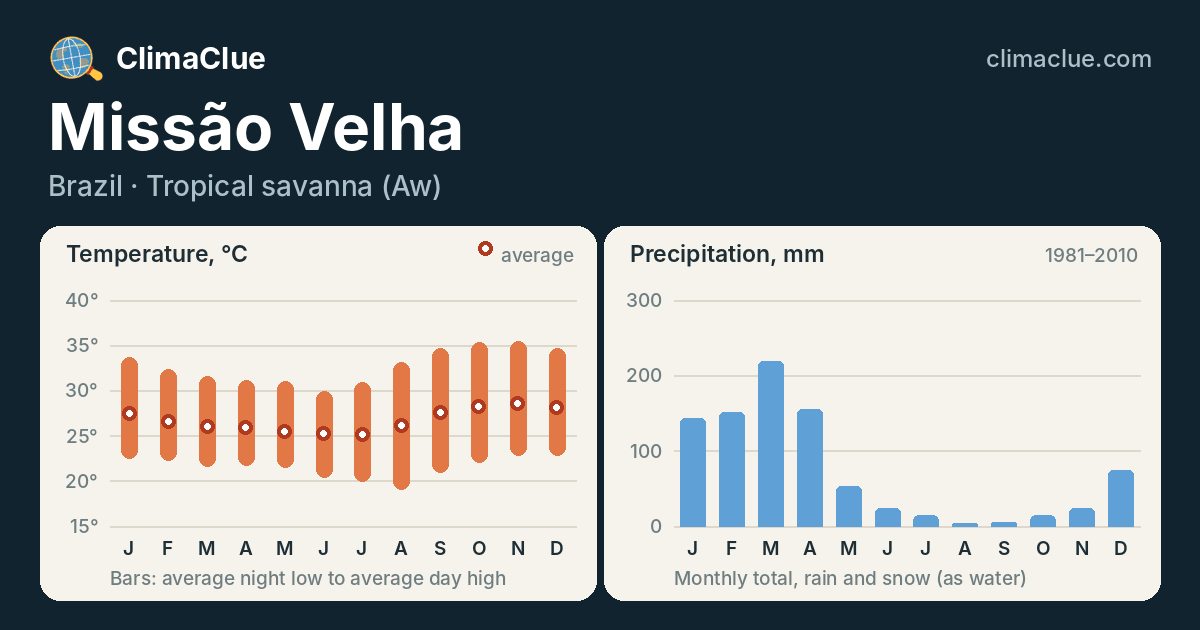 ClimaClue
climaclue.com
Missão Velha
Brazil · Tropical savanna (Aw)
Temperature, °C
average
40°
35°
30°
25°
20°
15°
J F M A M J J A S O N D
Bars: average night low to average day high
Precipitation, mm
1981–2010
300
200
100
0
J F M A M J J A S O N D
Monthly total, rain and snow (as water)